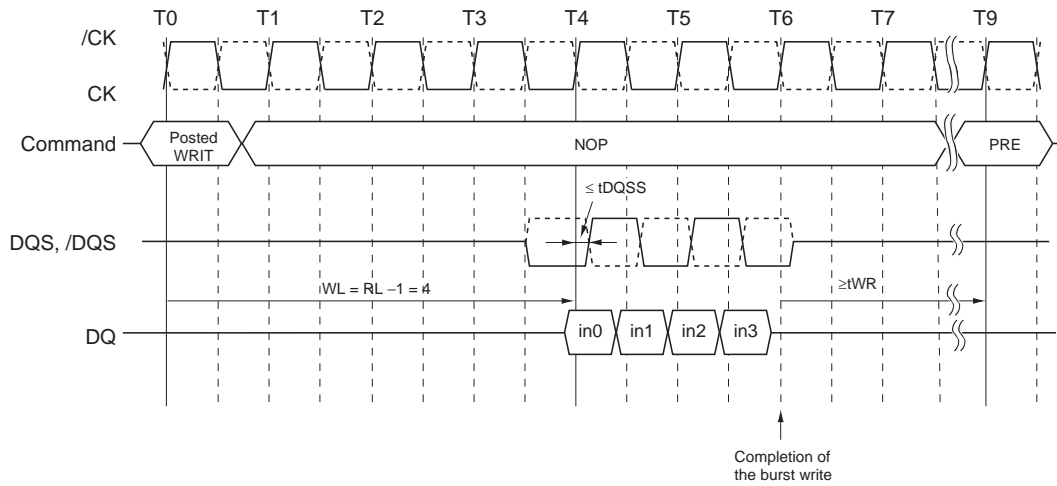 T0 T1 T2 T3 T4 T5 T6 T7 T9
/CK
CK
Command
Posted
WRIT
NOP
PRE
≤ tDQSS
DQS, /DQS
WL = RL −1 = 4
≥tWR
DQ
in0 in1 in2 in3
Completion of
the burst write